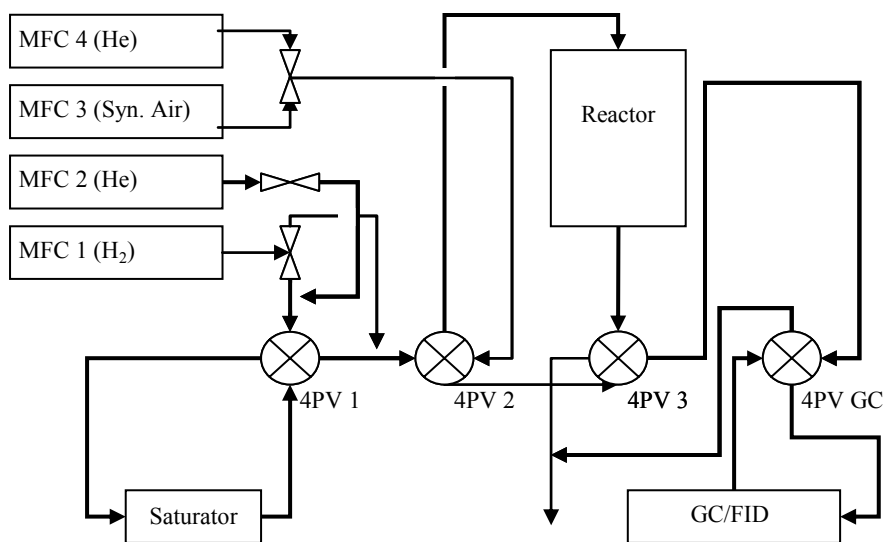 MFC 4 (He)
MFC 3 (Syn. Air)
Reactor
MFC 2 (He)
MFC 1 (H₂)
4PV 1
4PV 2
4PV 3
4PV GC
Saturator
GC/FID